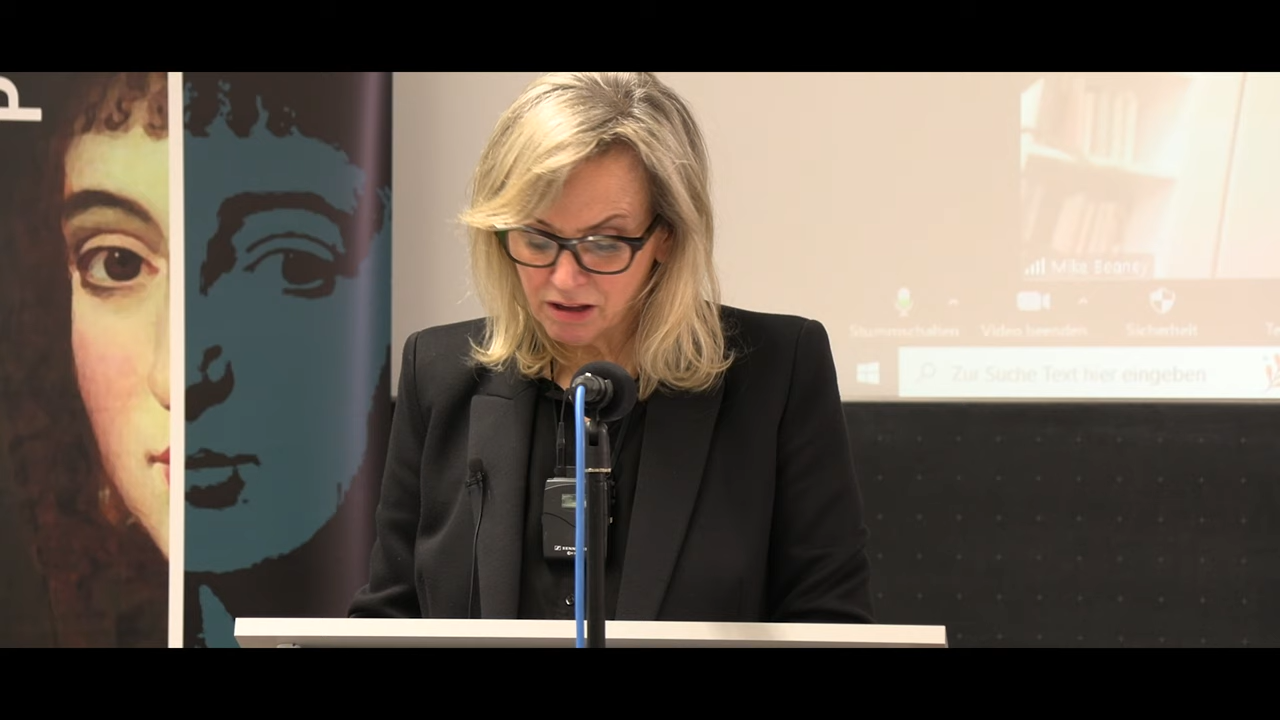 P
Mike Beaney
Stummschalten
Video beenden
Sicherheit
Zur Suche Text hier eingeben